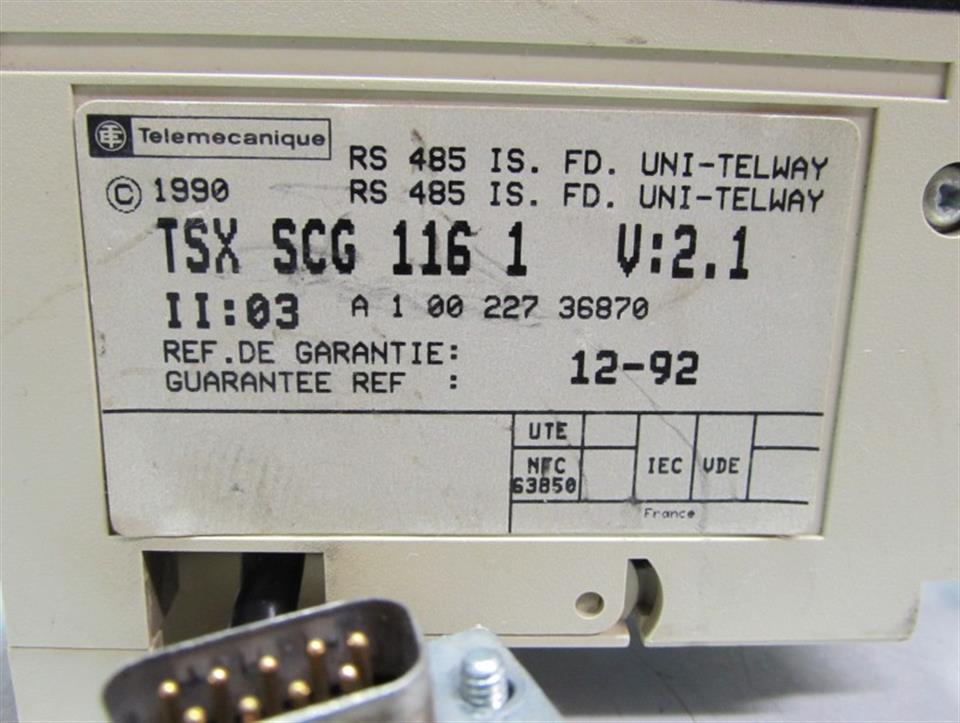 TE Telemecanique
RS 485 IS. FD. UNI-TELWAY
© 1990 RS 485 IS. FD. UNI-TELWAY
TSX SCG 116 1 V:2.1
II:03 A 1 00 227 36870
REF.DE GARANTIE:
GUARANTEE REF : 12-92
UTE
NFC IEC VDE
63850
France